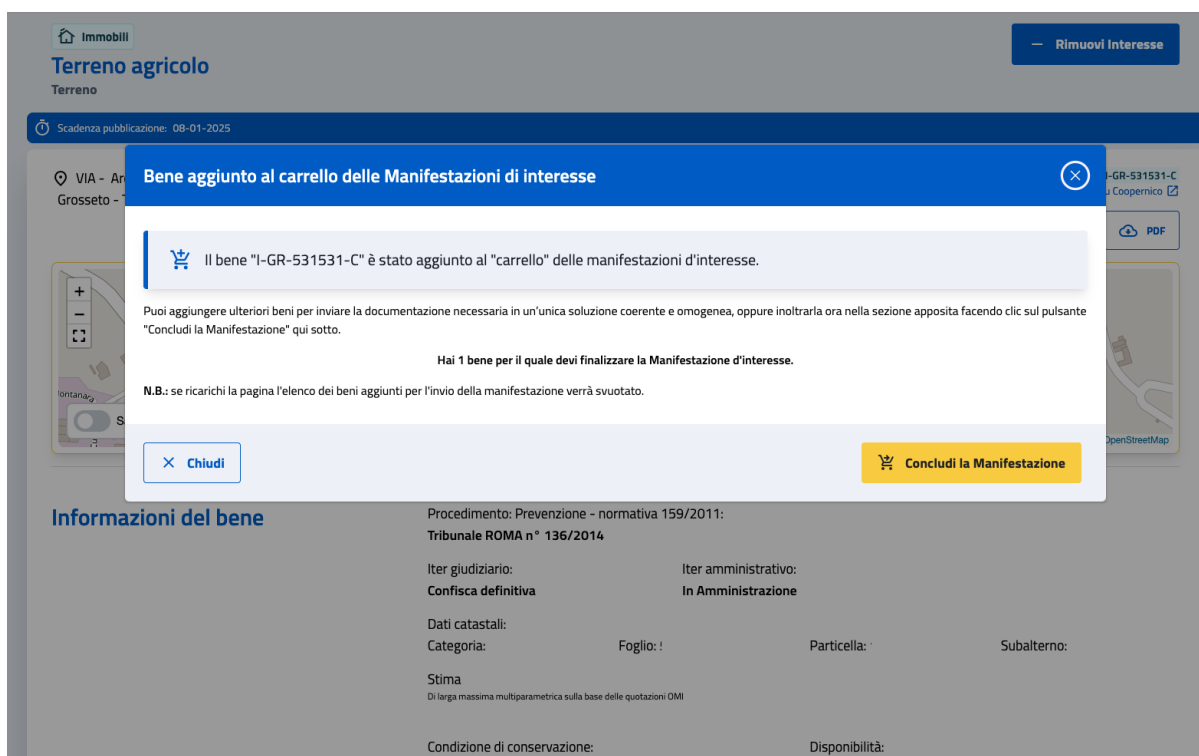 Immobili
Terreno agricolo
Terreno
Rimuovi Interesse
Scadenza pubblicazione: 08-01-2025
VIA -
Grosseto -
-GR-531531-C
Coopernico
PDF
Bene aggiunto al carrello delle Manifestazioni di interesse
Il bene "I-GR-531531-C" è stato aggiunto al "carrello" delle manifestazioni d'interesse.
Puoi aggiungere ulteriori beni per inviare la documentazione necessaria in un'unica soluzione coerente e omogenea, oppure inoltrarla ora nella sezione apposita facendo clic sul pulsante
"Concludi la Manifestazione" qui sotto.
Hai 1 bene per il quale devi finalizzare la Manifestazione d'interesse.
N.B.: se ricarichi la pagina l'elenco dei beni aggiunti per l'invio della manifestazione verrà svuotato.
OpenStreetMap
Chiudi
Concludi la Manifestazione
Informazioni del bene
Procedimento: Prevenzione - normativa 159/2011:
Tribunale ROMA n° 136/2014
Iter giudiziario: Iter amministrativo:
Confisca definitiva In Amministrazione
Dati catastali:
Categoria: Foglio: Particella: Subalterno:
Stima
Di larga massima multiparametrica sulla base delle quotazioni OMI
Condizione di conservazione: Disponibilità: